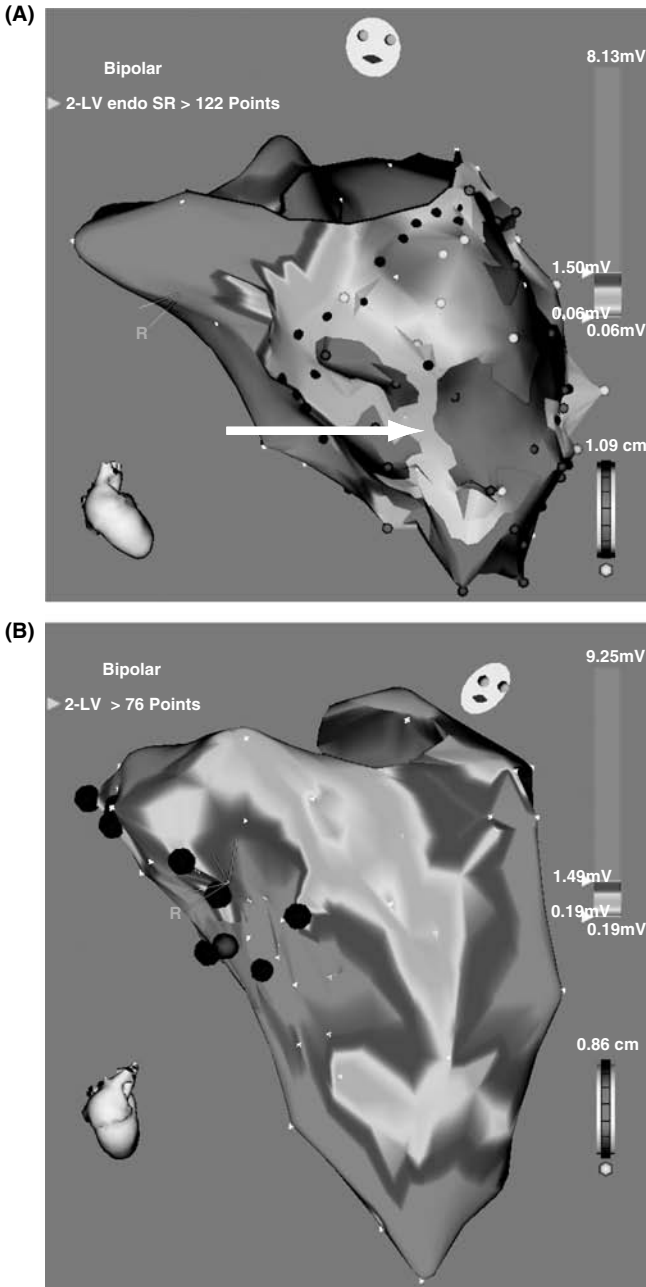 (A)
Bipolar
2-LV endo SR > 122 Points
8.13mV
1.50mV
0.06mV
0.06mV
R
J
1.09 cm
(B)
Bipolar
2-LV > 76 Points
9.25mV
1.49mV
0.19mV
0.19mV
R
0.86 cm